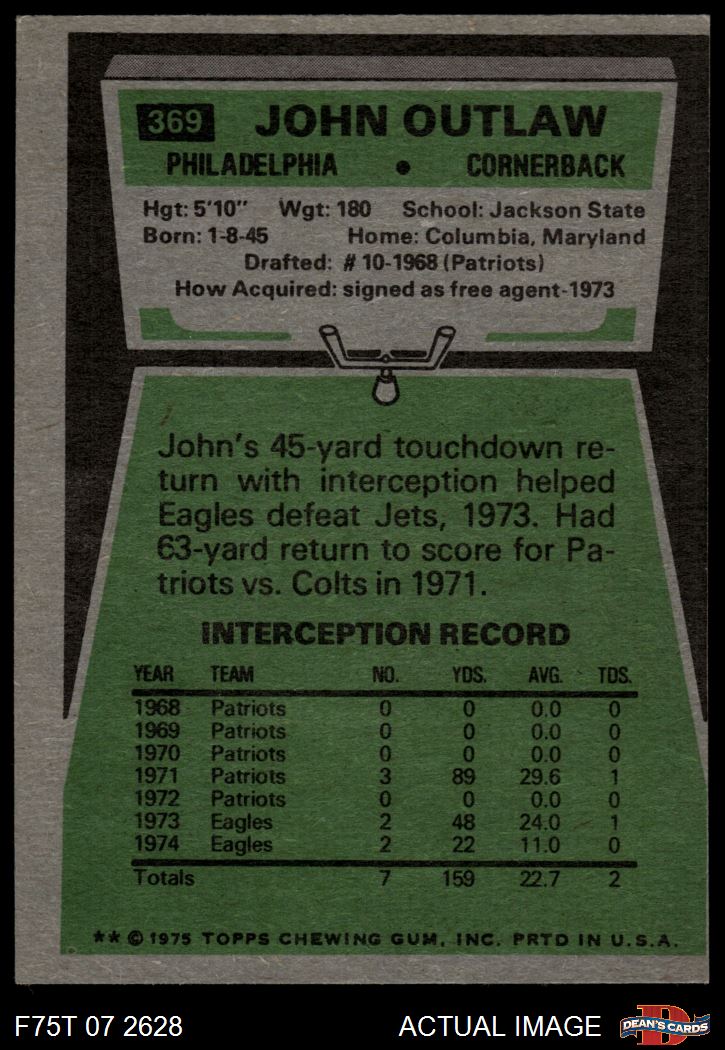 369 JOHN OUTLAW
PHILADELPHIA • CORNERBACK
Hgt: 5'10" Wgt: 180 School: Jackson State
Born: 1-8-45 Home: Columbia, Maryland
Drafted: # 10-1968 (Patriots)
How Acquired: signed as free agent-1973
John's 45-yard touchdown re-
turn with interception helped
Eagles defeat Jets, 1973. Had
63-yard return to score for Pa-
triots vs. Colts in 1971.
INTERCEPTION RECORD
YEAR TEAM NO. YDS. AVG. TDS.
1968 Patriots 0 0 0.0 0
1969 Patriots 0 0 0.0 0
1970 Patriots 0 0 0.0 0
1971 Patriots 3 89 29.6 1
1972 Patriots 0 0 0.0 0
1973 Eagles 2 48 24.0 1
1974 Eagles 2 22 11.0 0
Totals 7 159 22.7 2
** © 1975 TOPPS CHEWING GUM, INC. PRTD IN U.S.A.
F75T 07 2628 ACTUAL IMAGE D DEAN'S CARDS